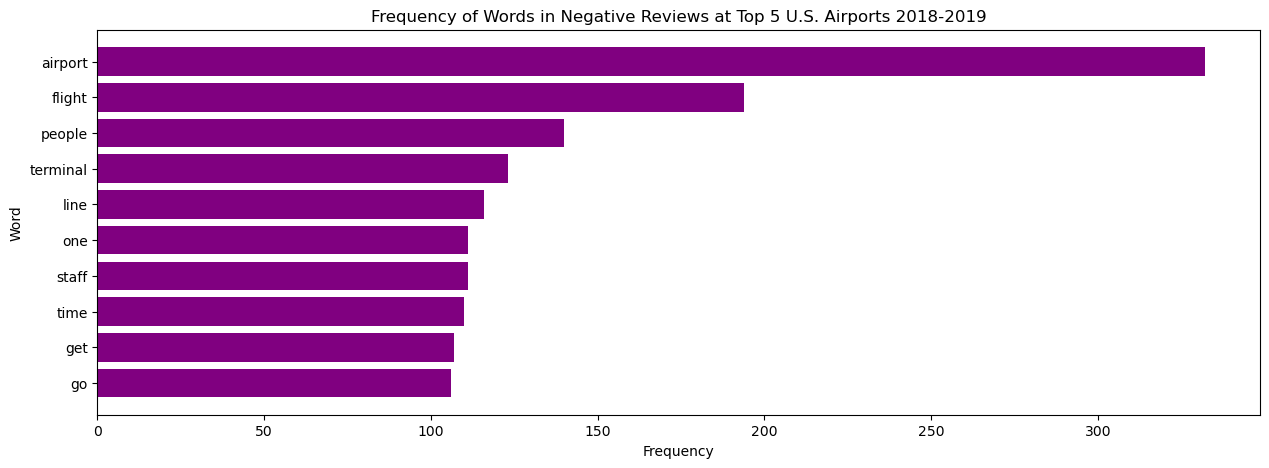 Frequency of Words in Negative Reviews at Top 5 U.S. Airports 2018-2019
airport
flight
people
terminal
line
one
staff
time
get
go
Word
0 50 100 150 200 250 300
Frequency